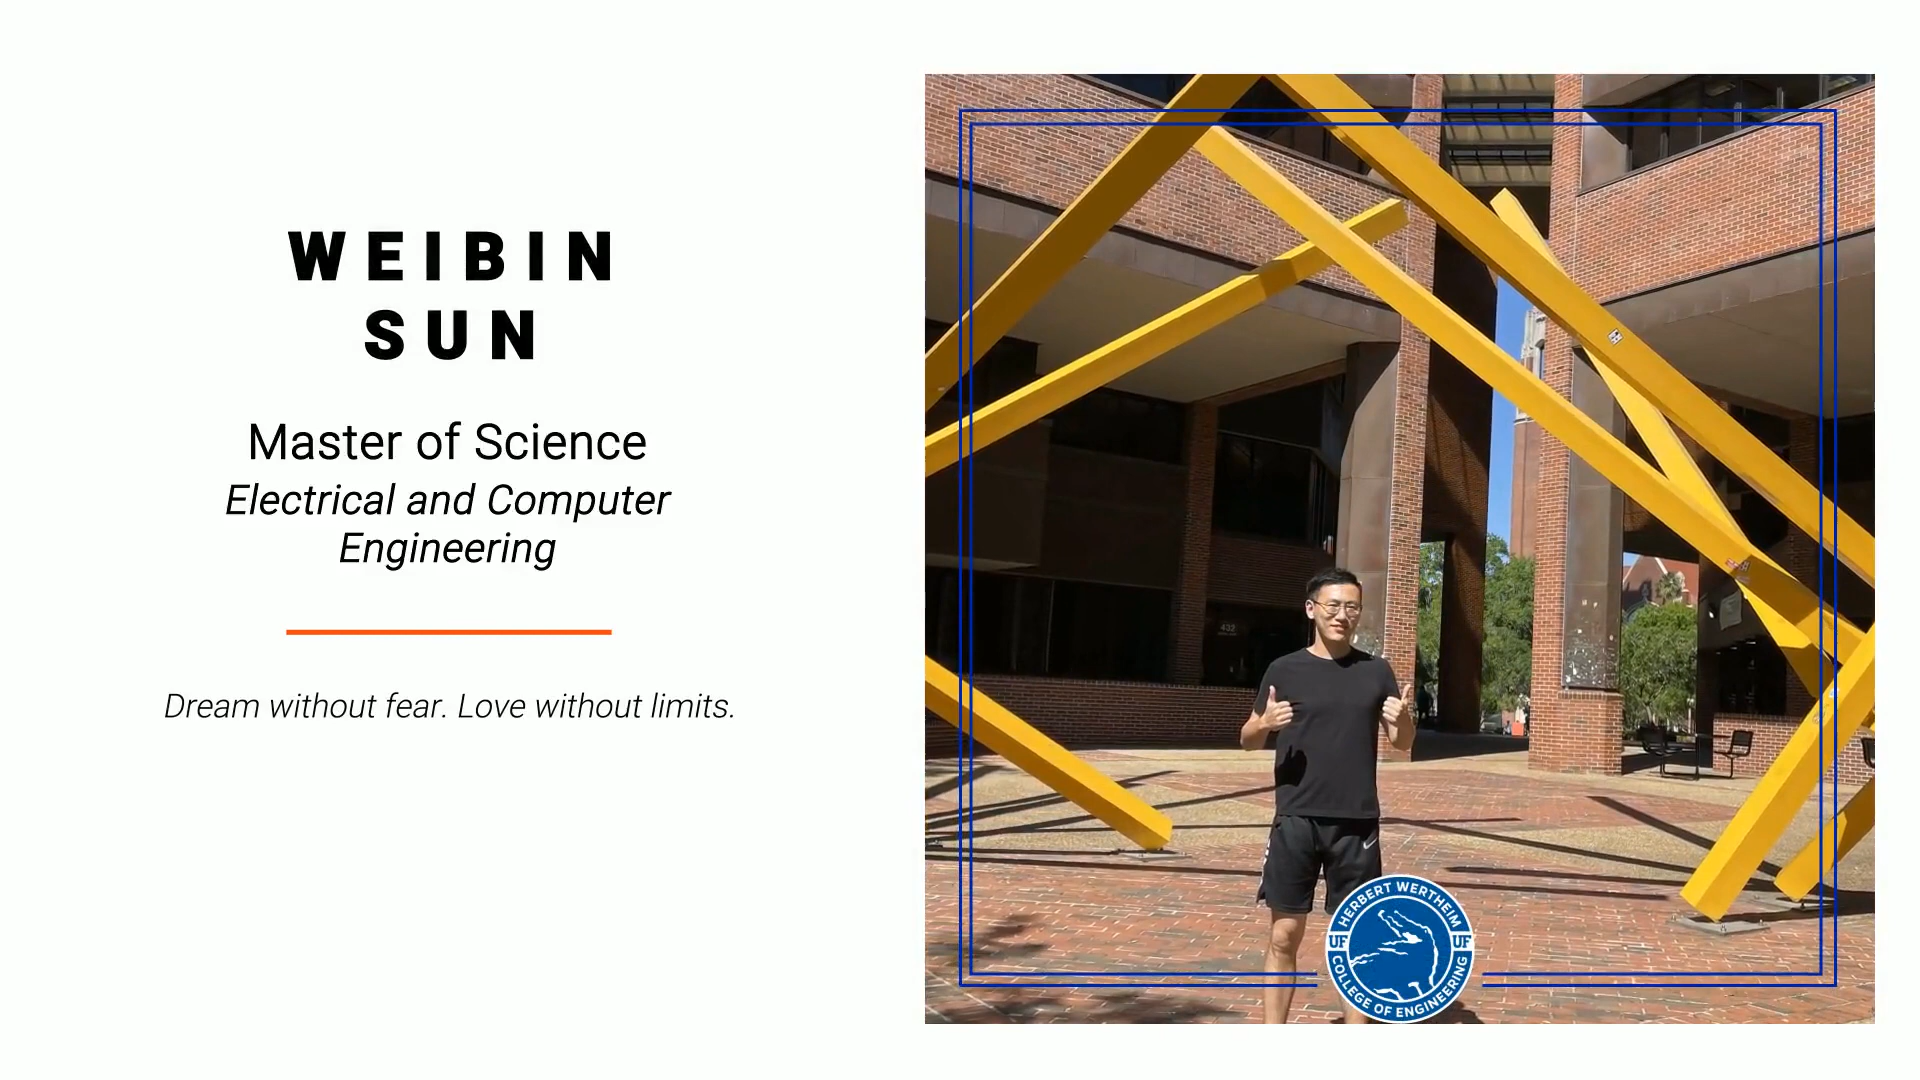 WEIBIN
SUN
Master of Science
Electrical and Computer
Engineering
Dream without fear. Love without limits.
432
HERBERT WERTHEIM
UF UF
COLLEGE OF ENGINEERING